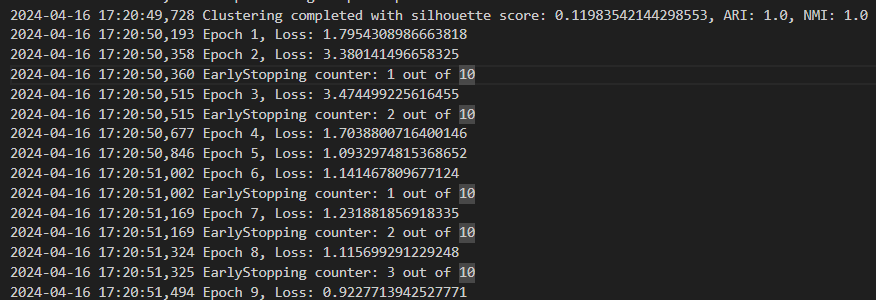 2024-04-16 17:20:49,728 Clustering completed with silhouette score: 0.11983542144298553, ARI: 1.0, NMI: 1.0
2024-04-16 17:20:50,193 Epoch 1, Loss: 1.7954308986663818
2024-04-16 17:20:50,358 Epoch 2, Loss: 3.380141496658325
2024-04-16 17:20:50,360 EarlyStopping counter: 1 out of 10
2024-04-16 17:20:50,515 Epoch 3, Loss: 3.474499225616455
2024-04-16 17:20:50,515 EarlyStopping counter: 2 out of 10
2024-04-16 17:20:50,677 Epoch 4, Loss: 1.7038800716400146
2024-04-16 17:20:50,846 Epoch 5, Loss: 1.0932974815368652
2024-04-16 17:20:51,002 Epoch 6, Loss: 1.141467809677124
2024-04-16 17:20:51,002 EarlyStopping counter: 1 out of 10
2024-04-16 17:20:51,169 Epoch 7, Loss: 1.231881856918335
2024-04-16 17:20:51,169 EarlyStopping counter: 2 out of 10
2024-04-16 17:20:51,324 Epoch 8, Loss: 1.115699291229248
2024-04-16 17:20:51,325 EarlyStopping counter: 3 out of 10
2024-04-16 17:20:51,494 Epoch 9, Loss: 0.9227713942527771